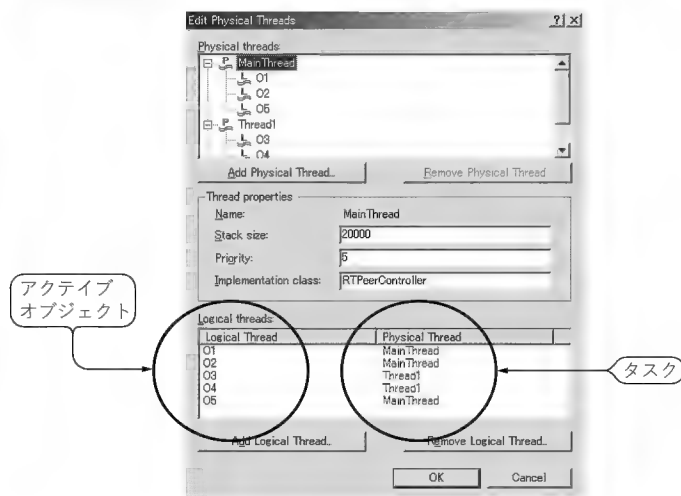 Edit Physical Threads
Physical threads:
MainThread
O1
O2
O5
Thread1
O3
O4
Add Physical Thread...
Remove Physical Thread
Thread properties
Name: MainThread
Stack size: 20000
Priority: 5
Implementation class: RTPeerController
アクテイブ
オブジェクト
Logical threads:
Logical Thread Physical Thread
O1 MainThread
O2 MainThread
O3 Thread1
O4 Thread1
O5 MainThread
タスク
Add Logical Thread...
Remove Logical Thread...
OK Cancel